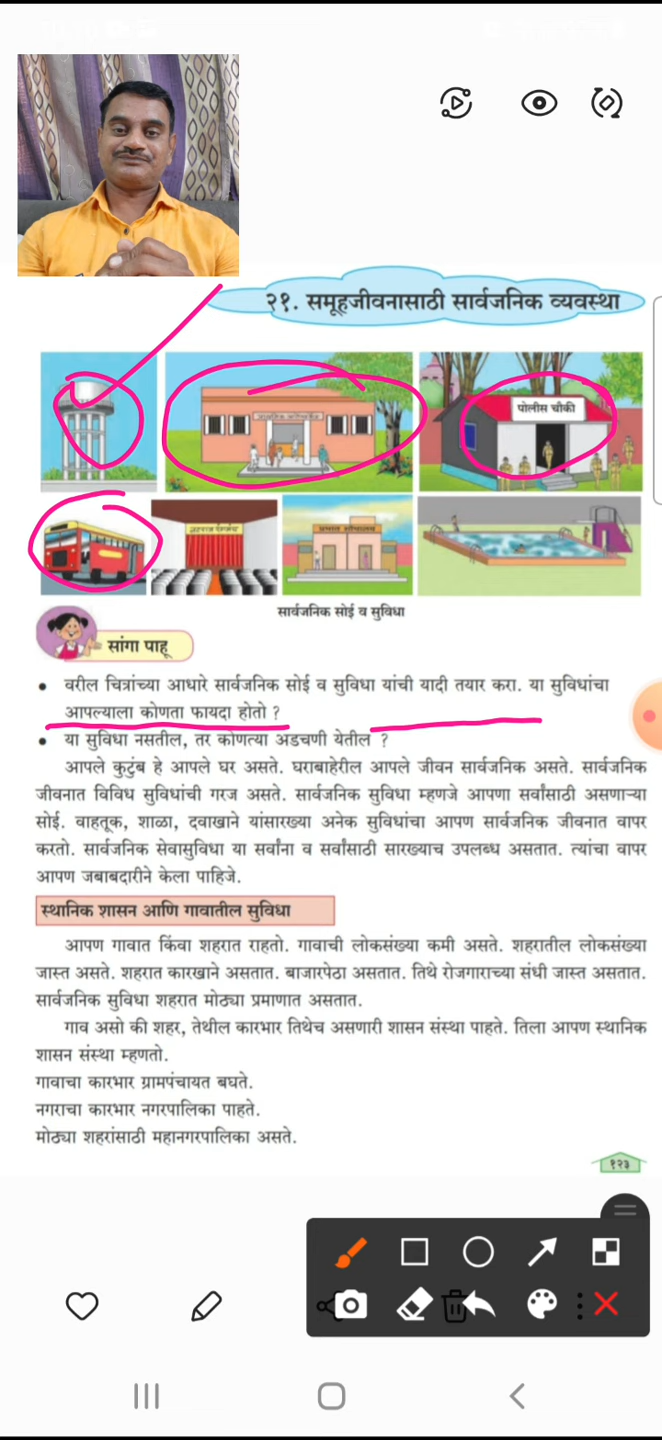 २१. समूहजीवनासाठी सार्वजनिक व्यवस्था
पोलीस चौकी
सार्वजनिक सोई व सुविधा
सांगा पाहू
• वरील चित्रांच्या आधारे सार्वजनिक सोई व सुविधा यांची यादी तयार करा. या सुविधांचा
आपल्याला कोणता फायदा होतो ?
• या सुविधा नसतील, तर कोणत्या अडचणी येतील ?
आपले कुटुंब हे आपले घर असते. घराबाहेरील आपले जीवन सार्वजनिक असते. सार्वजनिक
जीवनात विविध सुविधांची गरज असते. सार्वजनिक सुविधा म्हणजे आपणा सर्वांसाठी असणाऱ्या
सोई. वाहतूक, शाळा, दवाखाने यांसारख्या अनेक सुविधांचा आपण सार्वजनिक जीवनात वापर
करतो. सार्वजनिक सेवासुविधा या सर्वांना व सर्वांसाठी सारख्याच उपलब्ध असतात. त्यांचा वापर
आपण जबाबदारीने केला पाहिजे.
स्थानिक शासन आणि गावातील सुविधा
आपण गावात किंवा शहरात राहतो. गावाची लोकसंख्या कमी असते. शहरातील लोकसंख्या
जास्त असते. शहरात कारखाने असतात. बाजारपेठा असतात. तिथे रोजगाराच्या संधी जास्त असतात.
सार्वजनिक सुविधा शहरात मोठ्या प्रमाणात असतात.
गाव असो की शहर, तेथील कारभार तिथेच असणारी शासन संस्था पाहते. तिला आपण स्थानिक
शासन संस्था म्हणतो.
गावाचा कारभार ग्रामपंचायत बघते.
नगराचा कारभार नगरपालिका पाहते.
मोठ्या शहरांसाठी महानगरपालिका असते.
१२३